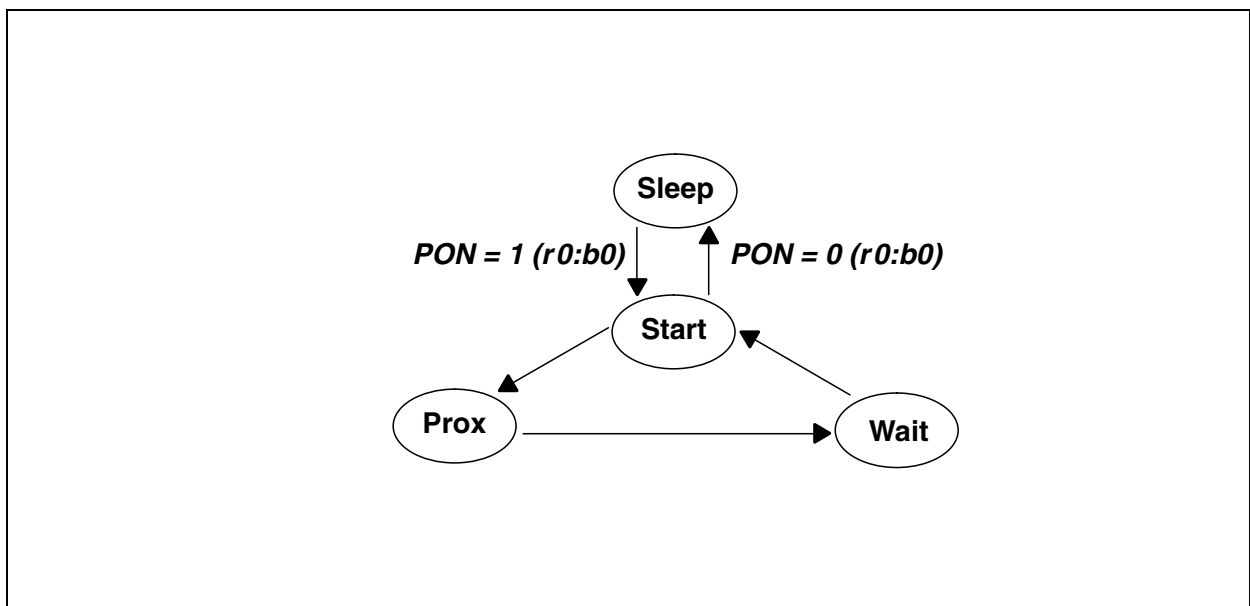 Sleep
PON = 1 (r0:b0)
PON = 0 (r0:b0)
Start
Prox
Wait